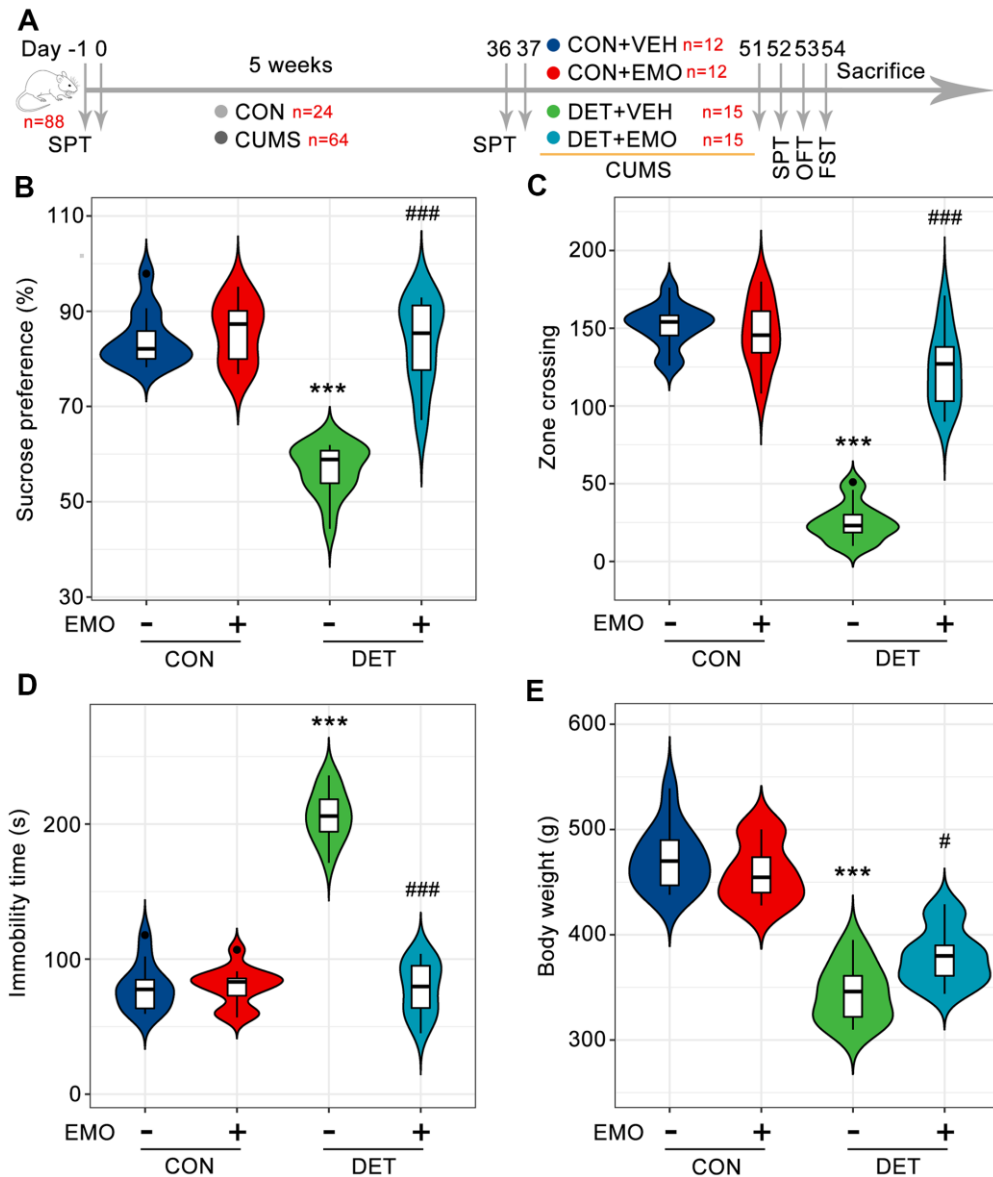 A
Day -1 0
5 weeks
36 37
CON+VEH n=12
CON+EMO n=12
51 52 53 54
Sacrifice
n=88
SPT
CON n=24
CUMS n=64
SPT
DET+VEH n=15
DET+EMO n=15
CUMS
SPT
OFT
FST
B
Sucrose preference (%)
110
90
70
50
30
***
###
EMO - + - +
CON DET
C
Zone crossing
200
150
100
50
0
***
###
EMO - + - +
CON DET
D
Immobility time (s)
200
100
0
***
###
EMO - + - +
CON DET
E
Body weight (g)
600
500
400
300
***
#
EMO - + - +
CON DET